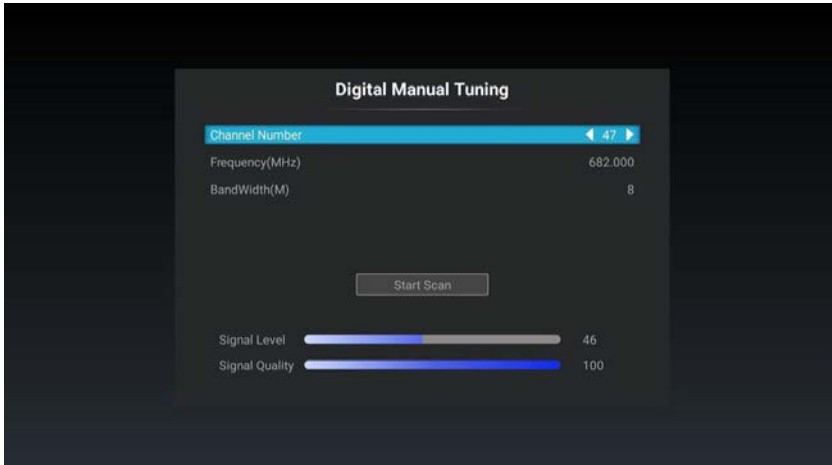 Digital Manual Tuning
Channel Number 47
Frequency(MHz) 682.000
BandWidth(M) 8
Start Scan
Signal Level 46
Signal Quality 100